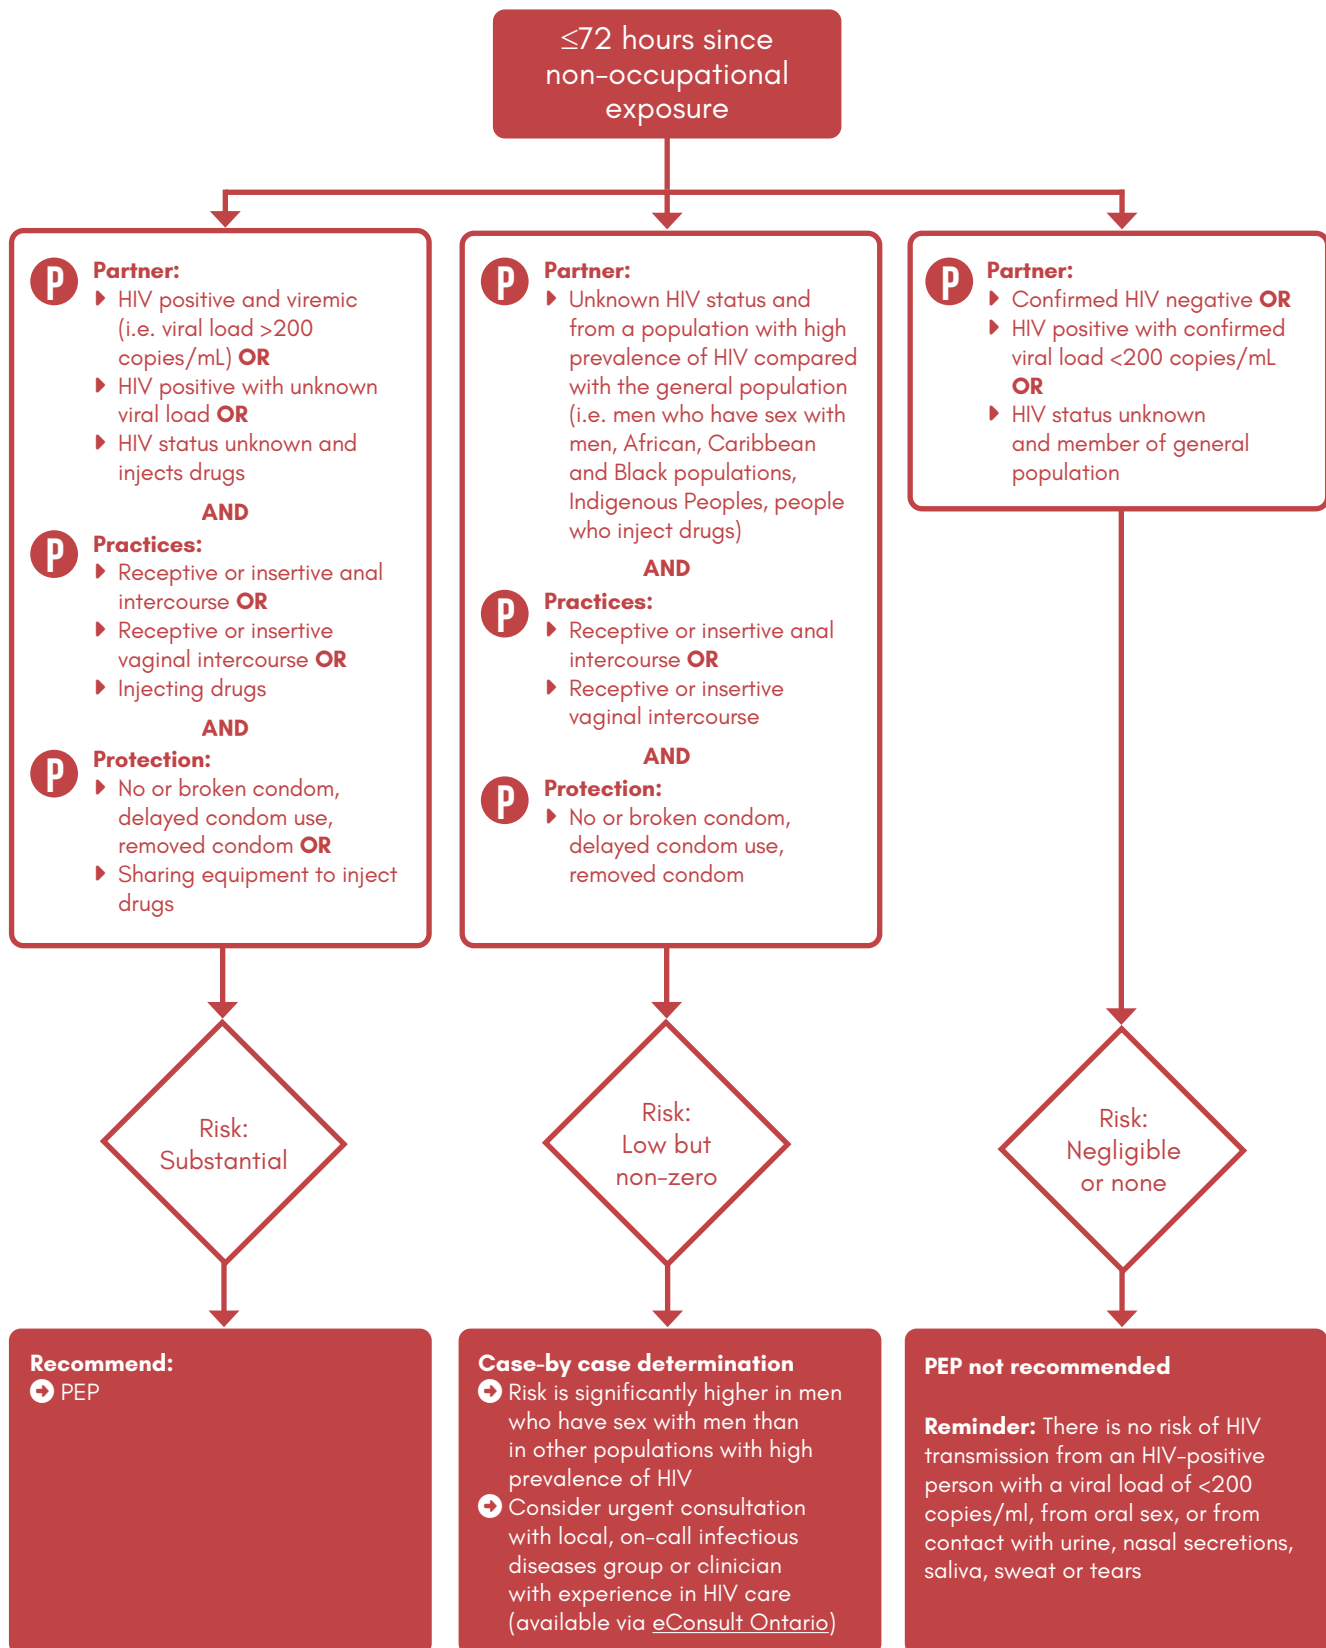 ≤72 hours since
non-occupational
exposure
P
Partner:
HIV positive and viremic
(i.e. viral load >200
copies/mL) OR
HIV positive with unknown
viral load OR
HIV status unknown and
injects drugs
AND
P
Practices:
Receptive or insertive anal
intercourse OR
Receptive or insertive
vaginal intercourse OR
Injecting drugs
AND
P
Protection:
No or broken condom,
delayed condom use,
removed condom OR
Sharing equipment to inject
drugs
Risk:
Substantial
Recommend:
PEP
P
Partner:
Unknown HIV status and
from a population with high
prevalence of HIV compared
with the general population
(i.e. men who have sex with
men, African, Caribbean
and Black populations,
Indigenous Peoples, people
who inject drugs)
AND
P
Practices:
Receptive or insertive anal
intercourse OR
Receptive or insertive
vaginal intercourse
AND
P
Protection:
No or broken condom,
delayed condom use,
removed condom
Risk:
Low but
non-zero
Case-by case determination
Risk is significantly higher in men
who have sex with men than
in other populations with high
prevalence of HIV
Consider urgent consultation
with local, on-call infectious
diseases group or clinician
with experience in HIV care
(available via eConsult Ontario)
P
Partner:
Confirmed HIV negative OR
HIV positive with confirmed
viral load <200 copies/mL
OR
HIV status unknown
and member of general
population
Risk:
Negligible
or none
PEP not recommended
Reminder: There is no risk of HIV
transmission from an HIV-positive
person with a viral load of <200
copies/ml, from oral sex, or from
contact with urine, nasal secretions,
saliva, sweat or tears